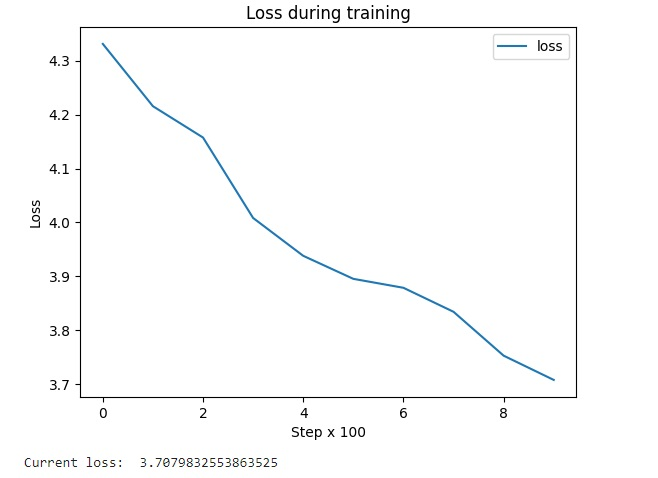 Loss during training
loss
4.3
4.2
4.1
4.0
3.9
3.8
3.7
Loss
0 2 4 6 8
Step x 100
Current loss:  3.7079832553863525